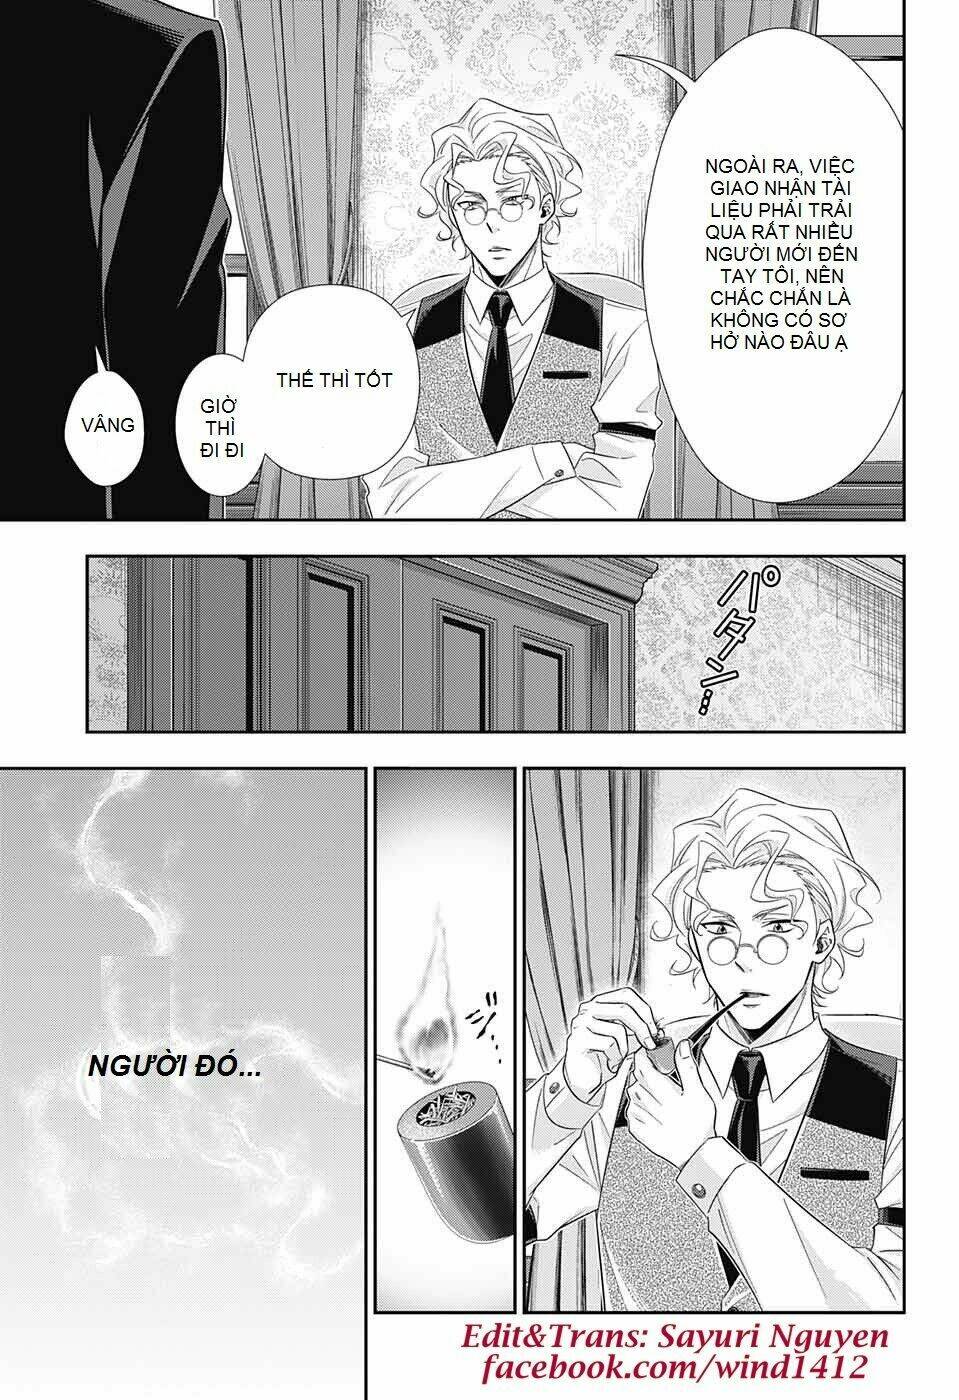 NGOÀI RA, VIỆC
GIAO NHẬN TÀI
LIỆU PHẢI TRẢI
QUA RẤT NHIỀU
NGƯỜI MỚI ĐẾN
TAY TÔI, NÊN
CHẮC CHẮN LÀ
KHÔNG CÓ SƠ
HỞ NÀO ĐÂU Ạ
THẾ THÌ TỐT
GIỜ
THÌ
ĐI ĐI
VÂNG
パタン…
NGƯỜI ĐÓ...
Edit&Trans: Sayuri Nguyen
facebook.com/wind1412